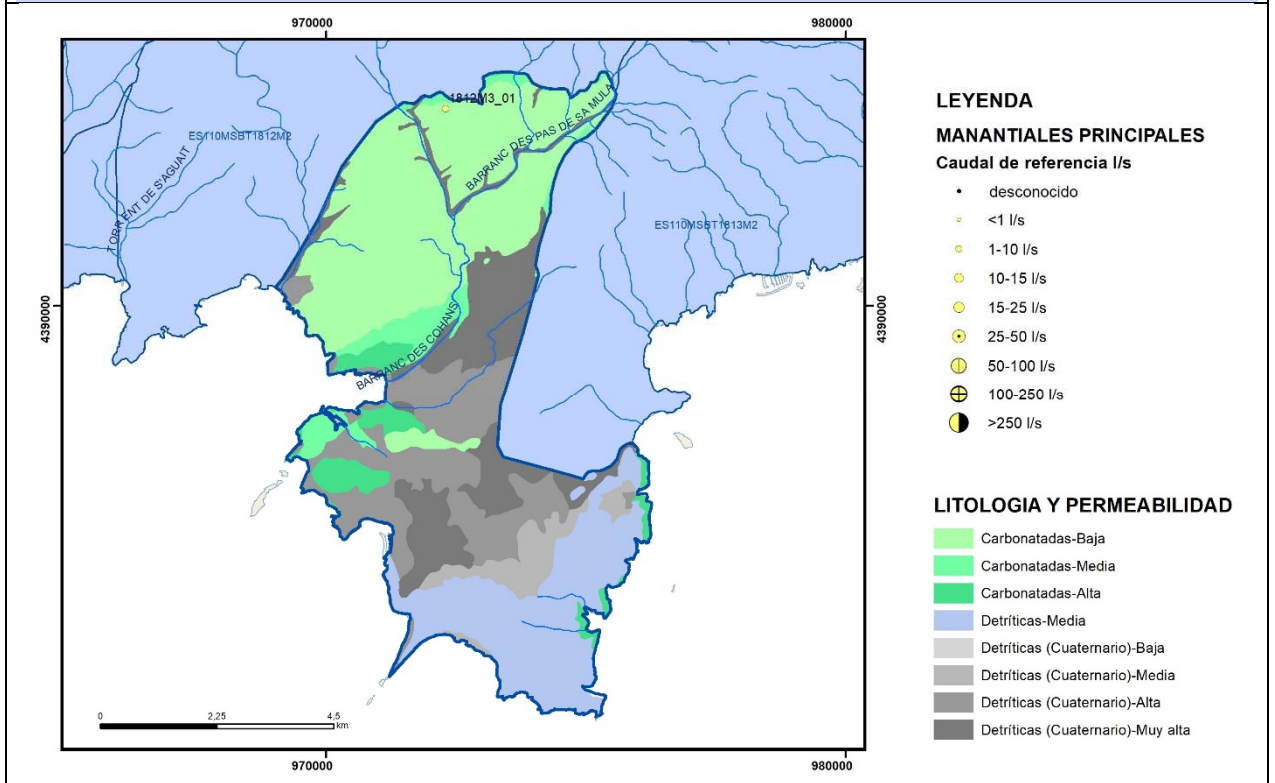 970000
980000
1812M3_01
ES110MSBT1812M2
BARRANC DES PAS DE SA MULA
TORRENT DE S'AGUAIT
ES110MSBT1813M2
4390000
4390000
BARRANC DES COHANS
0
2,25
4,5
km
970000
980000
LEYENDA
MANANTIALES PRINCIPALES
Caudal de referencia l/s
desconocido
<1 l/s
1-10 l/s
10-15 l/s
15-25 l/s
25-50 l/s
50-100 l/s
100-250 l/s
>250 l/s
LITOLOGIA Y PERMEABILIDAD
Carbonatadas-Baja
Carbonatadas-Media
Carbonatadas-Alta
Detríticas-Media
Detríticas (Cuaternario)-Baja
Detríticas (Cuaternario)-Media
Detríticas (Cuaternario)-Alta
Detríticas (Cuaternario)-Muy alta